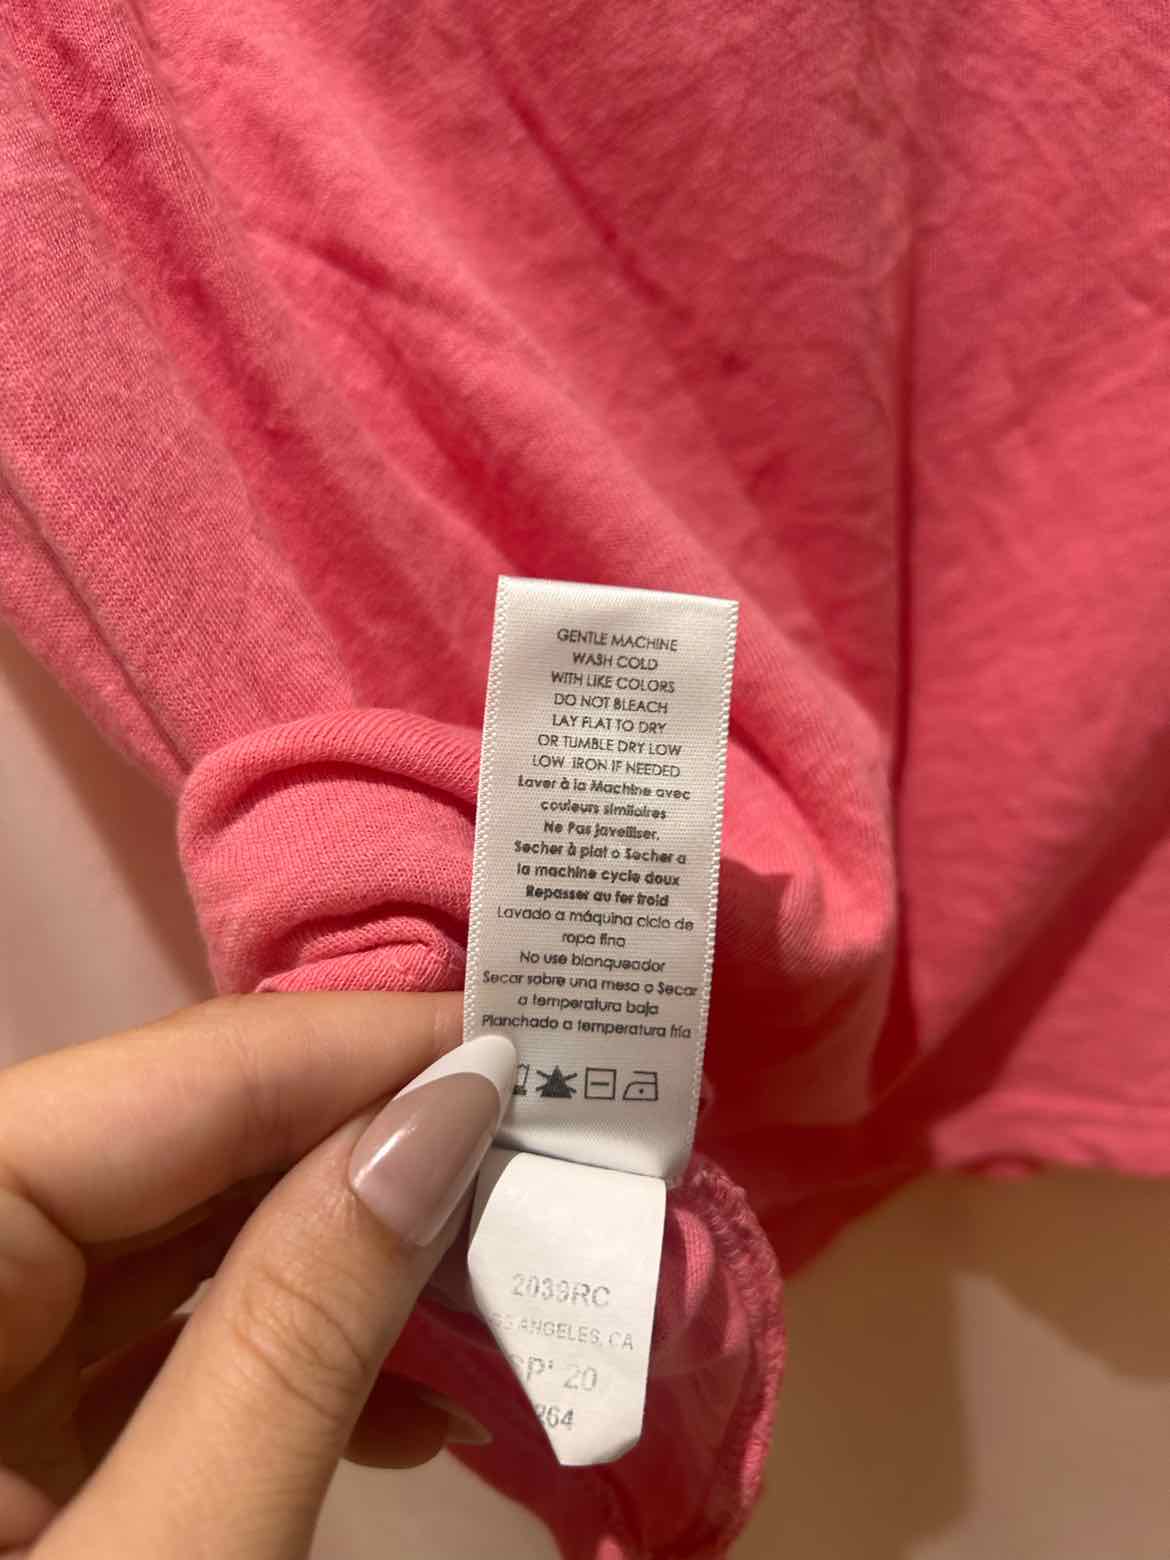 GENTLE MACHINE
WASH COLD
WITH LIKE COLORS
DO NOT BLEACH
LAY FLAT TO DRY
OR TUMBLE DRY LOW
LOW IRON IF NEEDED
Laver à la Machine avec
couleurs similaires
Ne Pas javelliser.
Secher à plat o Secher a
la machine cycle doux
Repasser au fer froid
Lavado a máquina ciclo de
ropa fina
No use blanqueador
Secar sobre una mesa o Secar
a temperatura baja
Planchado a temperatura fría
2039RC
ANGELES, CA
20